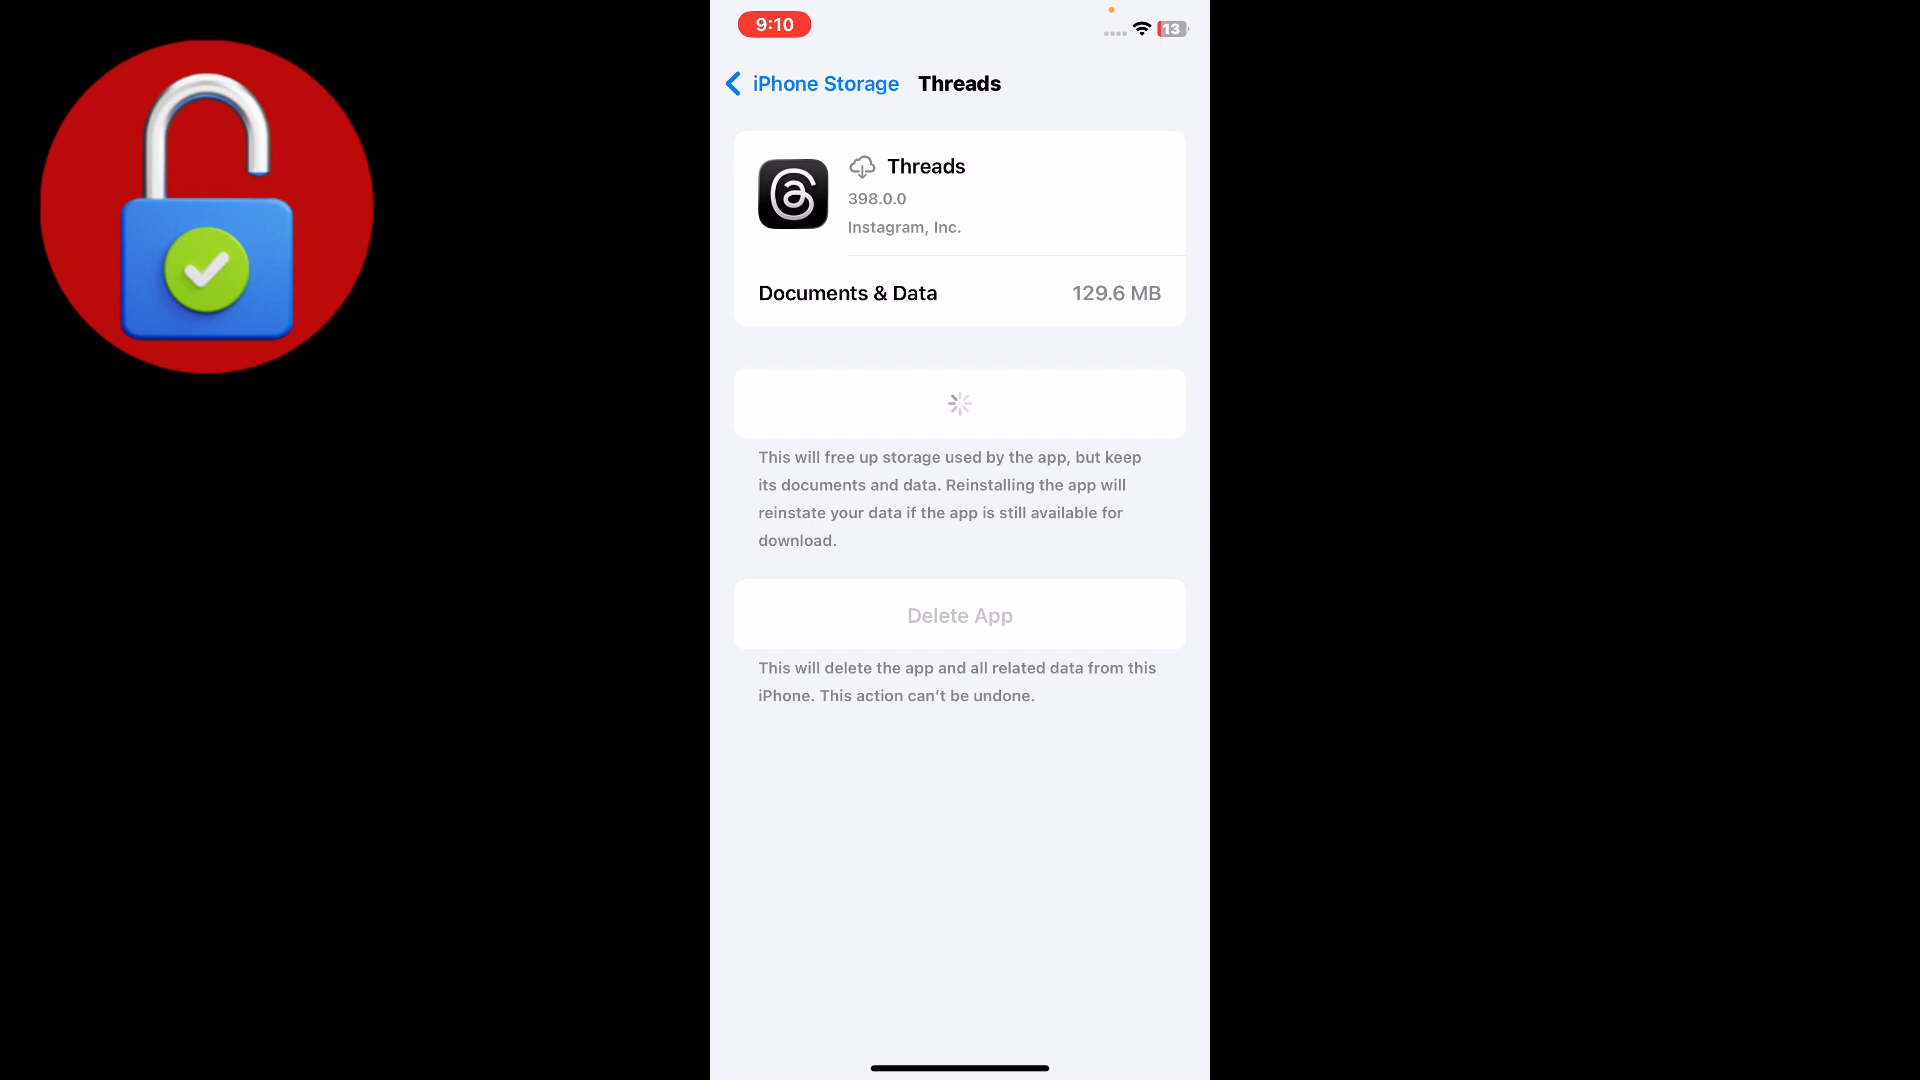 9:10
13
iPhone Storage Threads
Threads
398.0.0
Instagram, Inc.
Documents & Data 129.6 MB
This will free up storage used by the app, but keep
its documents and data. Reinstalling the app will
reinstate your data if the app is still available for
download.
Delete App
This will delete the app and all related data from this
iPhone. This action can’t be undone.